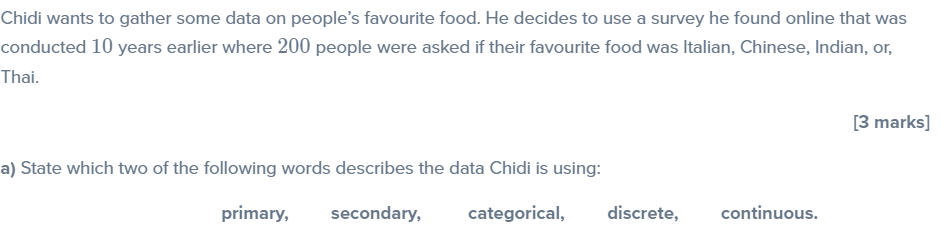 Chidi wants to gather some data on people’s favourite food. He decides to use a survey he found online that was
conducted 10 years earlier where 200 people were asked if their favourite food was Italian, Chinese, Indian, or,
Thai.
[3 marks]
a) State which two of the following words describes the data Chidi is using:
primary, secondary, categorical, discrete, continuous.